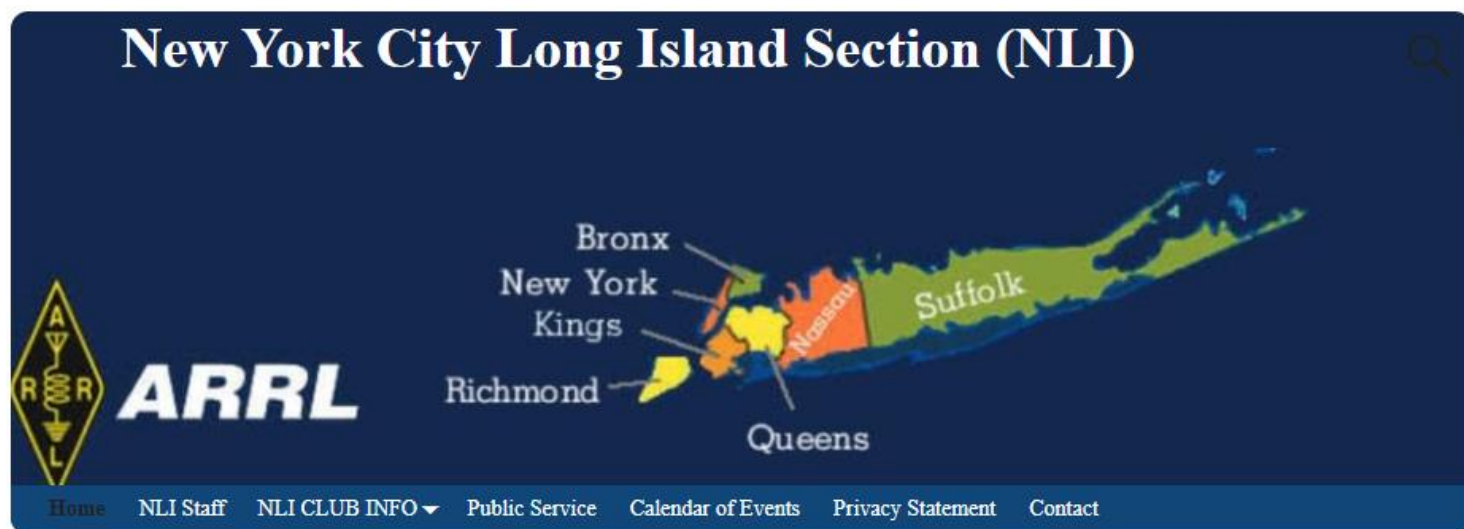 New York City Long Island Section (NLI)
Bronx
New York
Kings
Richmond
Queens
Nassau
Suffolk
A
R R
L
ARRL
Home NLI Staff NLI CLUB INFO Public Service Calendar of Events Privacy Statement Contact